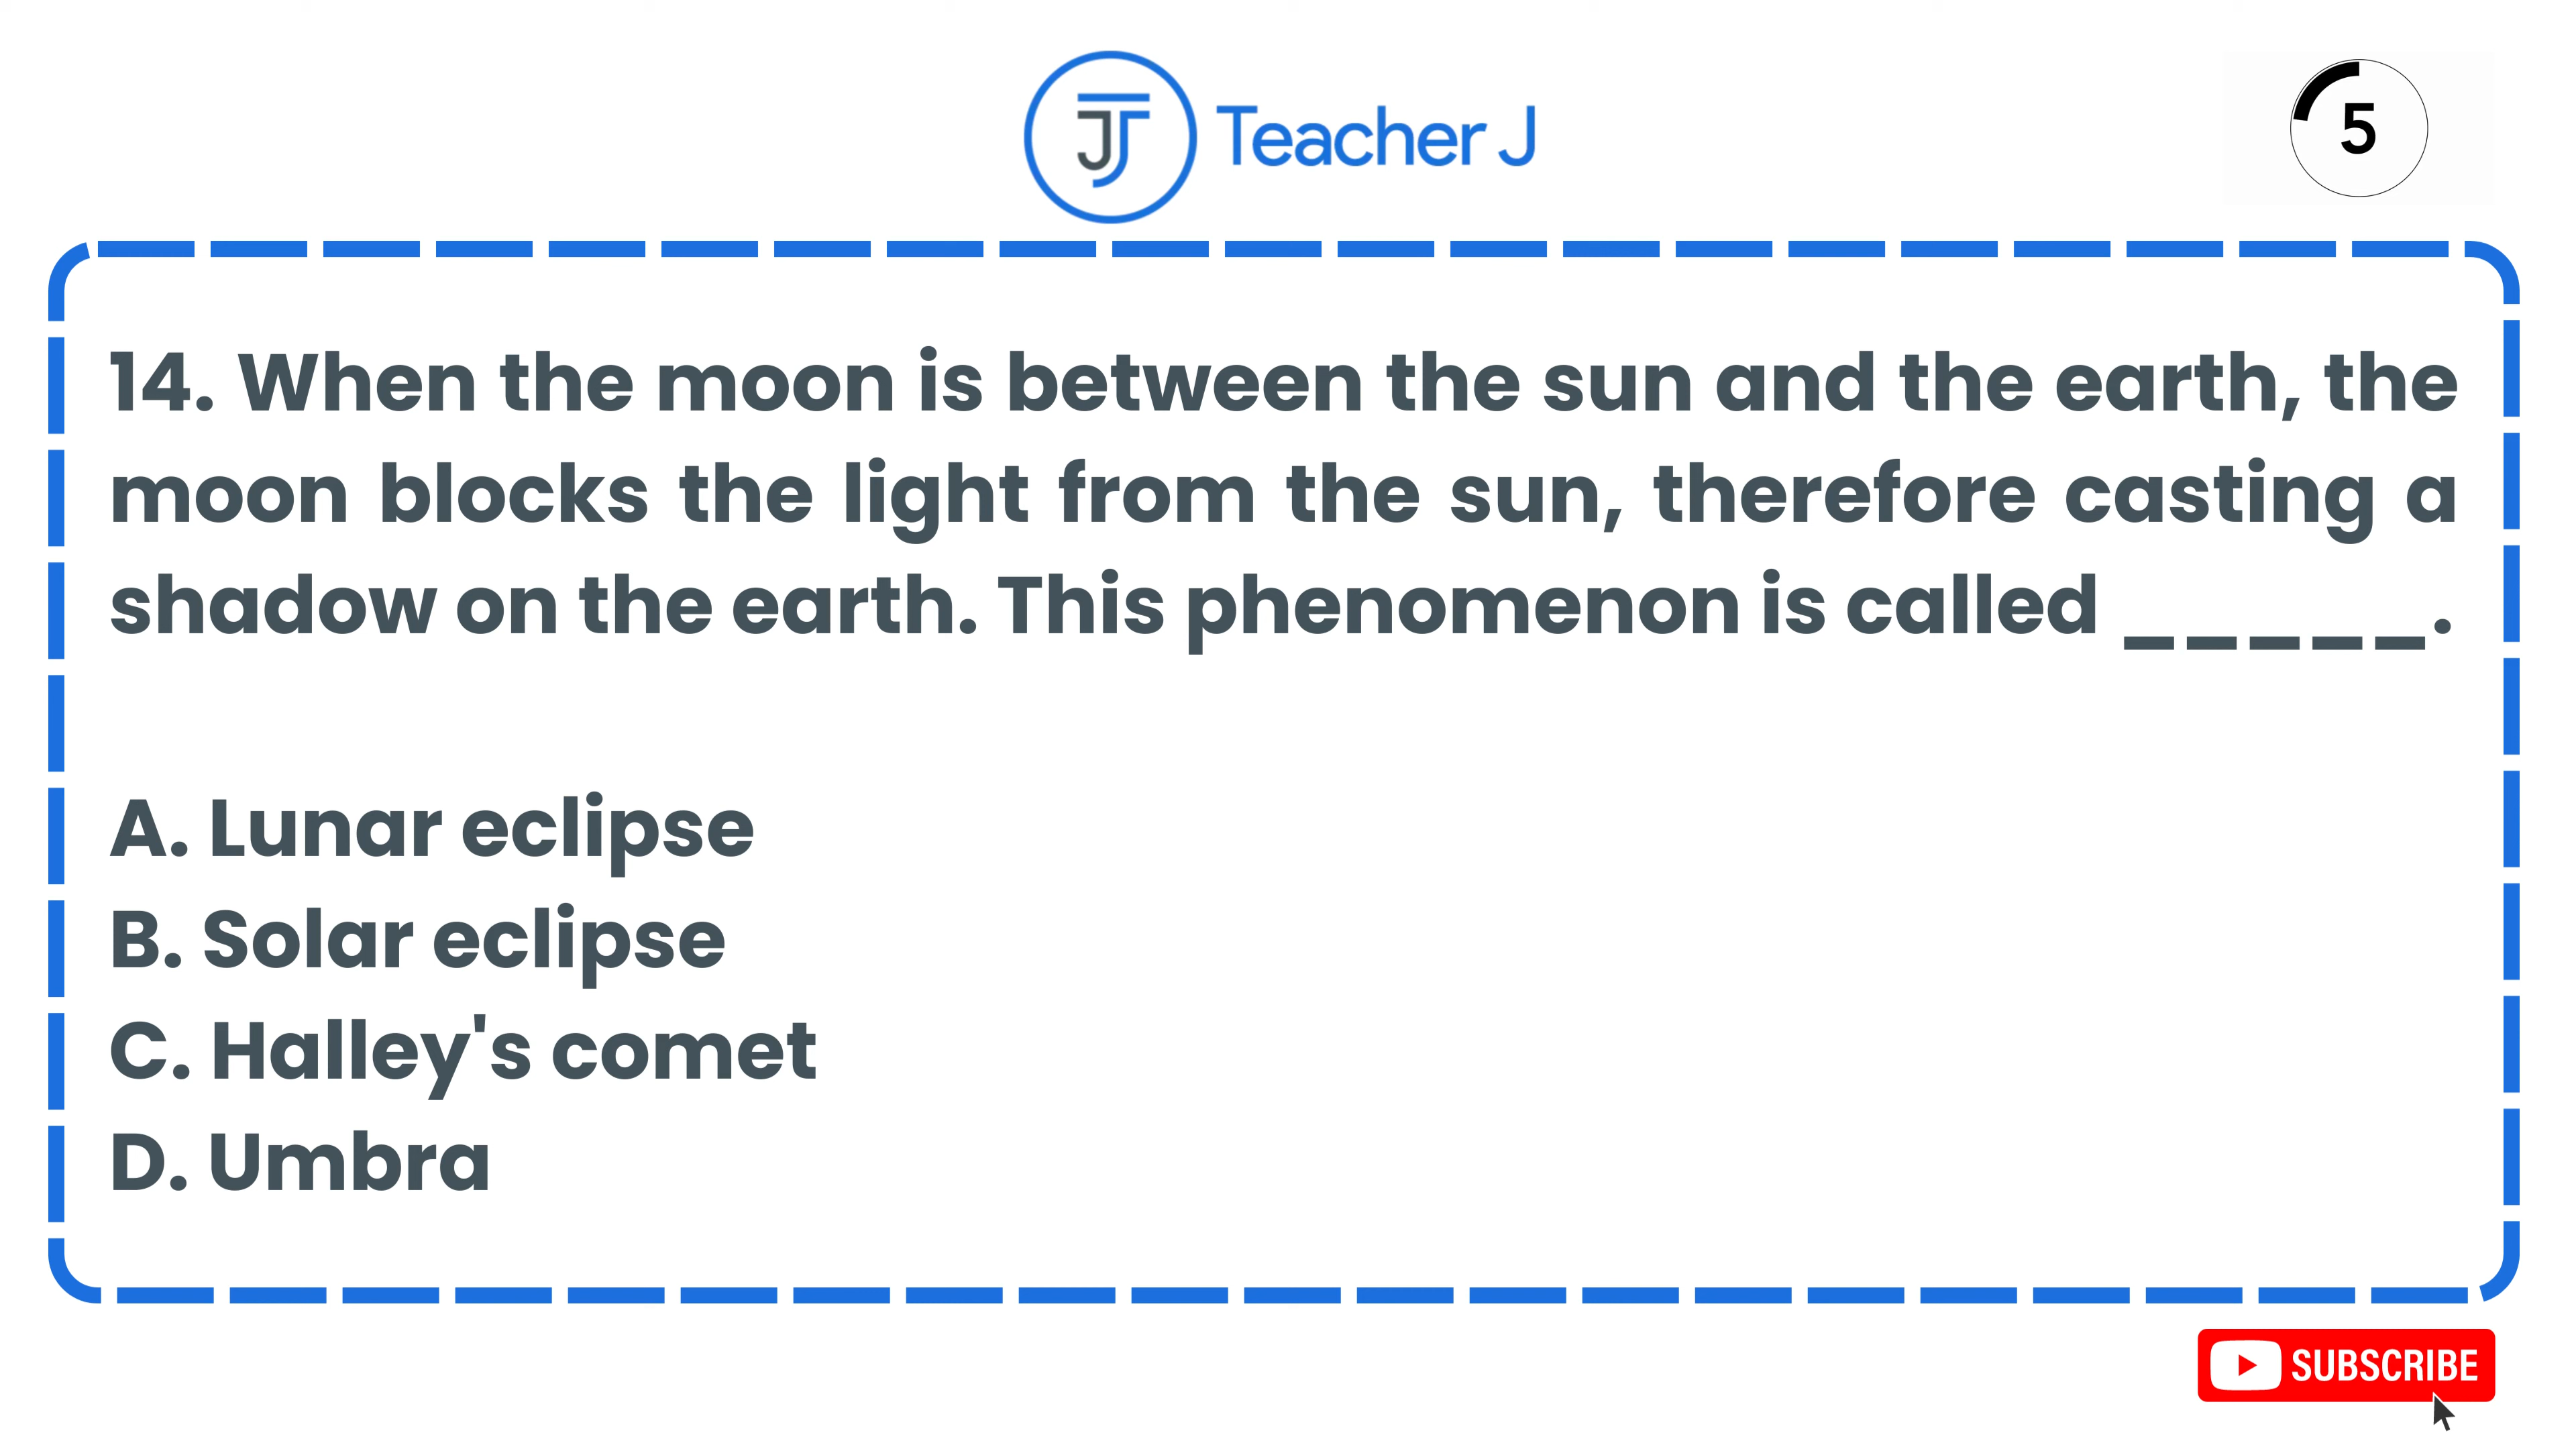 JT Teacher J
5
14. When the moon is between the sun and the earth, the
moon blocks the light from the sun, therefore casting a
shadow on the earth. This phenomenon is called _____.
A. Lunar eclipse
B. Solar eclipse
C. Halley's comet
D. Umbra
SUBSCRIBE